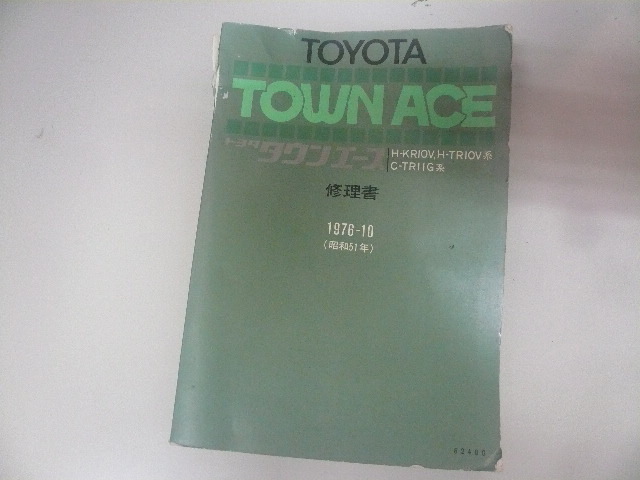 TOYOTA
TOWN ACE
トヨタ タウンエース
H-KR10V, H-TR10V系
C-TR11G系
修理書
1976-10
(昭和51年)
63400